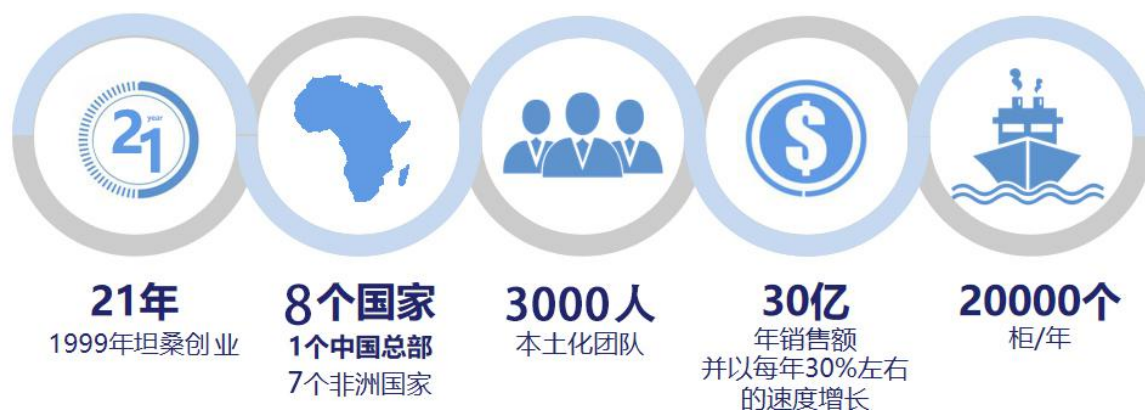 21
year
21年
1999年坦桑创业
8个国家
1个中国总部
7个非洲国家
3000人
本土化团队
$
30亿
年销售额
并以每年30%左右
的速度增长
20000个
柜/年